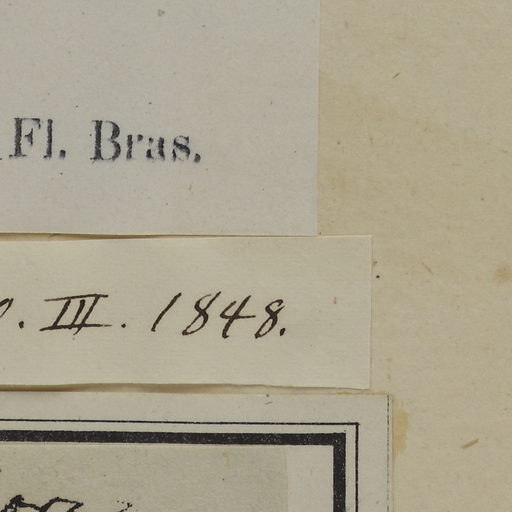 Fl. Bras.
. III. 1848.